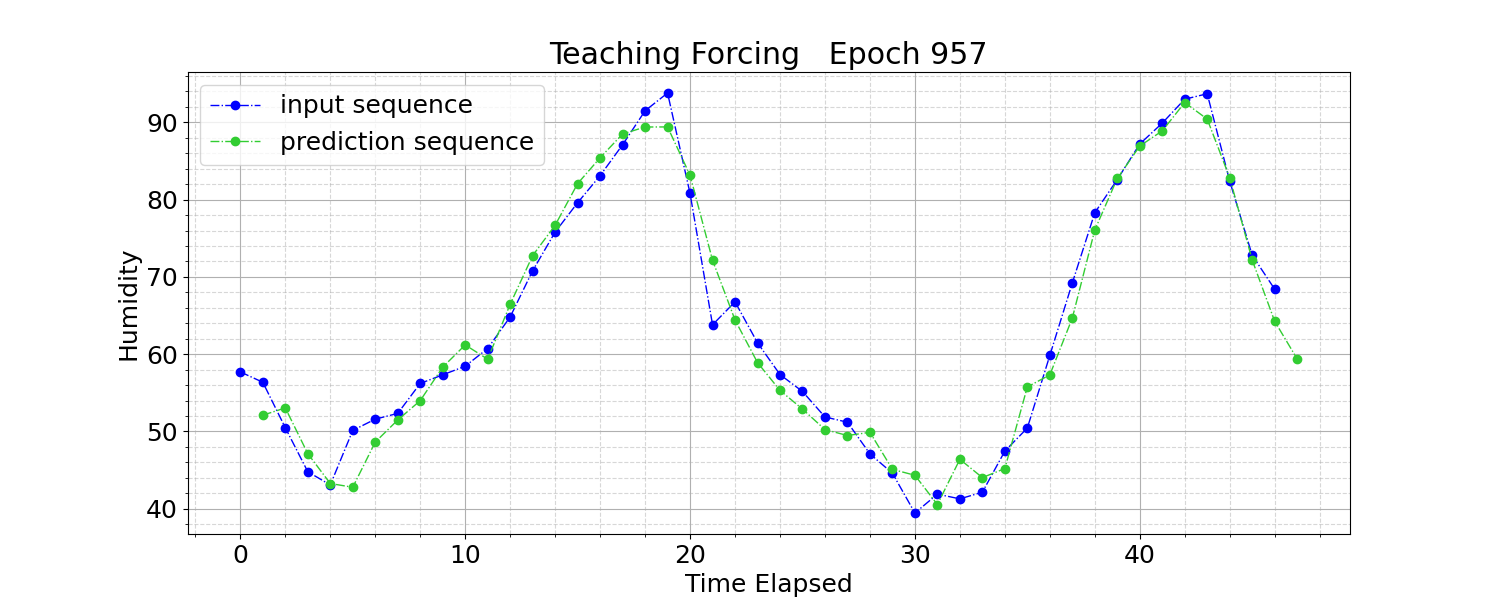 Teaching Forcing   Epoch 957
input sequence
prediction sequence
Humidity
90
80
70
60
50
40
0 10 20 30 40
Time Elapsed